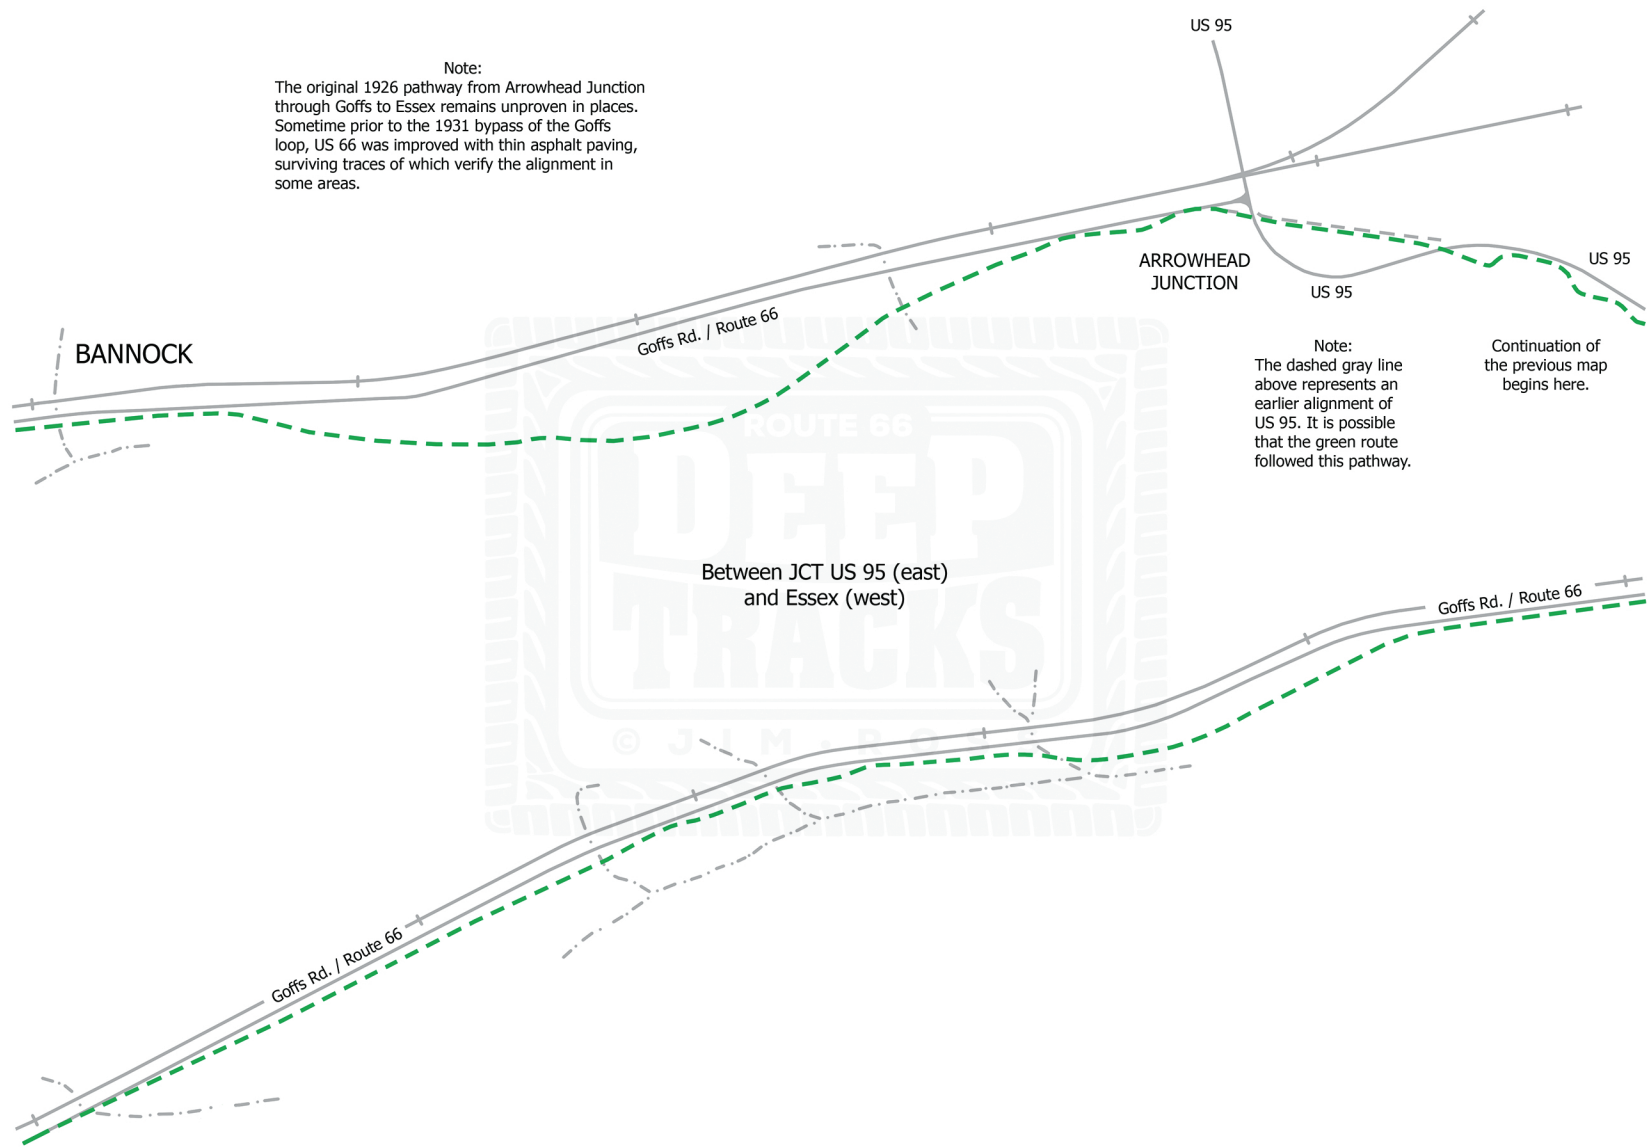 US 95
Note:
The original 1926 pathway from Arrowhead Junction
through Goffs to Essex remains unproven in places.
Sometime prior to the 1931 bypass of the Goffs
loop, US 66 was improved with thin asphalt paving,
surviving traces of which verify the alignment in
some areas.
ARROWHEAD
JUNCTION
US 95
US 95
Goffs Rd. / Route 66
BANNOCK
Note:
The dashed gray line
above represents an
earlier alignment of
US 95. It is possible
that the green route
followed this pathway.
Continuation of
the previous map
begins here.
ROUTE 66
DEEP
TRACKS
Between JCT US 95 (east)
and Essex (west)
Goffs Rd. / Route 66
© JIM
Goffs Rd. / Route 66